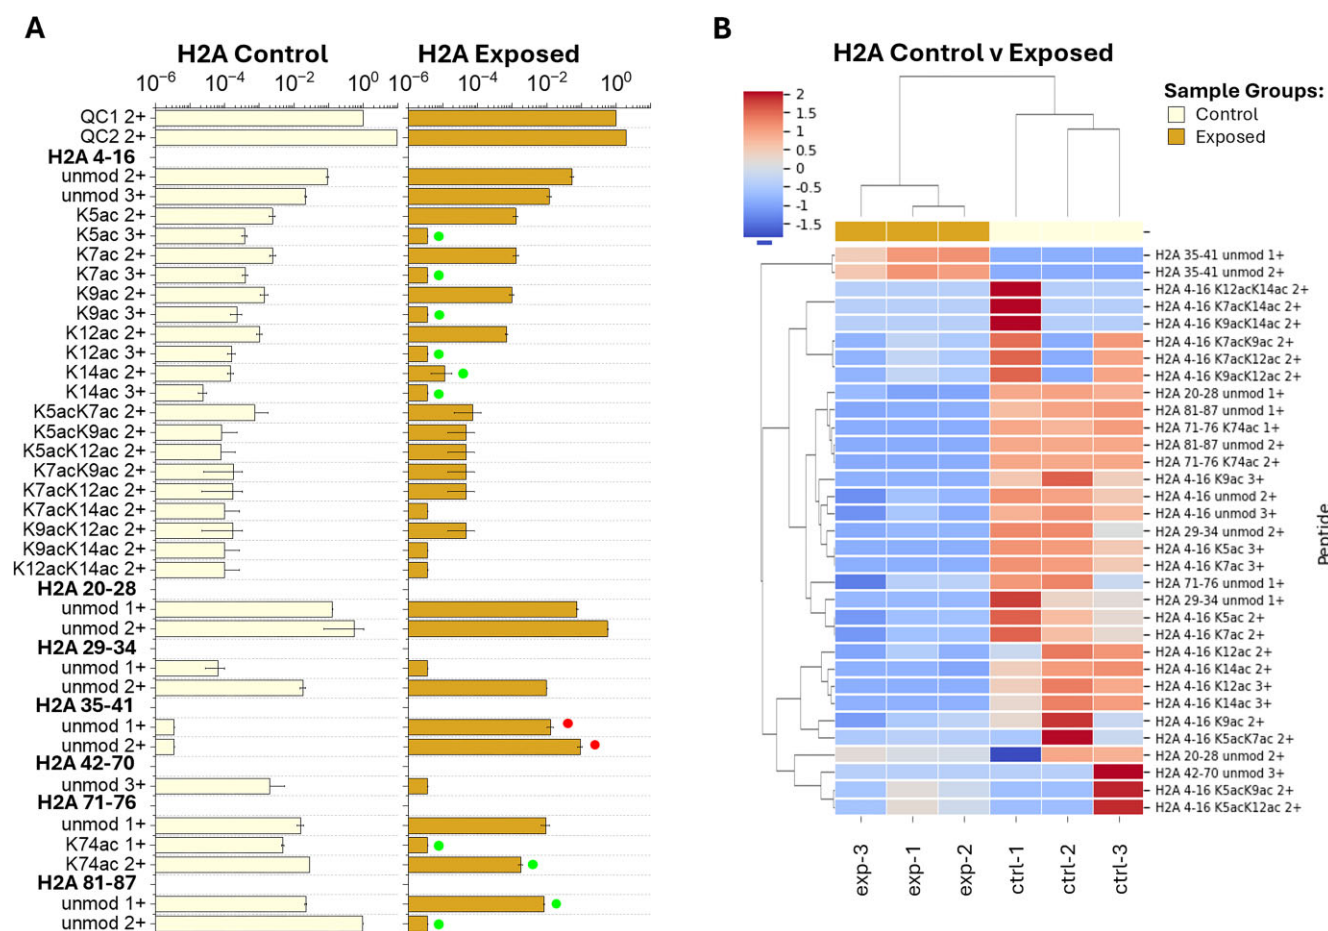 A
H2A Control
H2A Exposed
10⁻⁶ 10⁻⁴ 10⁻² 10⁰
10⁻⁶ 10⁻⁴ 10⁻² 10⁰
QC1 2+
QC2 2+
H2A 4-16
unmod 2+
unmod 3+
K5ac 2+
K5ac 3+
K7ac 2+
K7ac 3+
K9ac 2+
K9ac 3+
K12ac 2+
K12ac 3+
K14ac 2+
K14ac 3+
K5acK7ac 2+
K5acK9ac 2+
K5acK12ac 2+
K7acK9ac 2+
K7acK12ac 2+
K7acK14ac 2+
K9acK12ac 2+
K9acK14ac 2+
K12acK14ac 2+
H2A 20-28
unmod 1+
unmod 2+
H2A 29-34
unmod 1+
unmod 2+
H2A 35-41
unmod 1+
unmod 2+
H2A 42-70
unmod 3+
H2A 71-76
unmod 1+
K74ac 1+
K74ac 2+
H2A 81-87
unmod 1+
unmod 2+
B
H2A Control v Exposed
2
1.5
1
0.5
0
-0.5
-1
-1.5
Sample Groups:
Control
Exposed
H2A 35-41 unmod 1+
H2A 35-41 unmod 2+
H2A 4-16 K12acK14ac 2+
H2A 4-16 K7acK14ac 2+
H2A 4-16 K9acK14ac 2+
H2A 4-16 K7acK9ac 2+
H2A 4-16 K7acK12ac 2+
H2A 4-16 K9acK12ac 2+
H2A 20-28 unmod 1+
H2A 81-87 unmod 1+
H2A 71-76 K74ac 1+
H2A 81-87 unmod 2+
H2A 71-76 K74ac 2+
H2A 4-16 K9ac 3+
H2A 4-16 unmod 2+
H2A 4-16 unmod 3+
H2A 29-34 unmod 2+
H2A 4-16 K5ac 3+
H2A 4-16 K7ac 3+
H2A 71-76 unmod 1+
H2A 29-34 unmod 1+
H2A 4-16 K5ac 2+
H2A 4-16 K7ac 2+
H2A 4-16 K12ac 2+
H2A 4-16 K14ac 2+
H2A 4-16 K12ac 3+
H2A 4-16 K14ac 3+
H2A 4-16 K9ac 2+
H2A 4-16 K5acK7ac 2+
H2A 20-28 unmod 2+
H2A 42-70 unmod 3+
H2A 4-16 K5acK9ac 2+
H2A 4-16 K5acK12ac 2+
Peptide
exp-3
exp-1
exp-2
ctrl-1
ctrl-2
ctrl-3